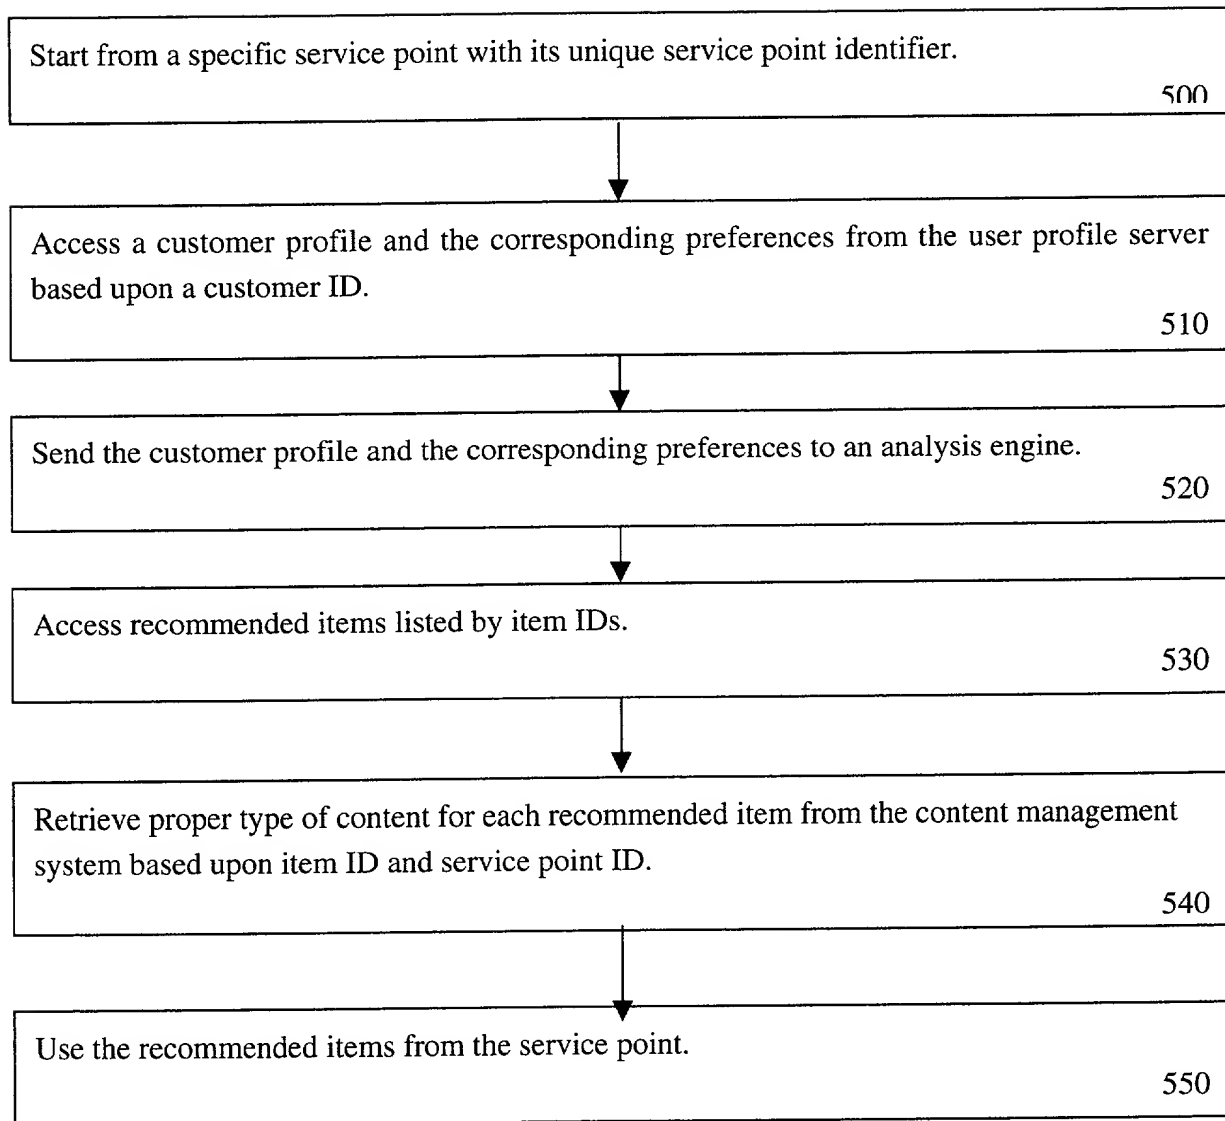 Start from a specific service point with its unique service point identifier.
500
Access a customer profile and the corresponding preferences from the user profile server
based upon a customer ID.
510
Send the customer profile and the corresponding preferences to an analysis engine.
520
Access recommended items listed by item IDs.
530
Retrieve proper type of content for each recommended item from the content management
system based upon item ID and service point ID.
540
Use the recommended items from the service point.
550